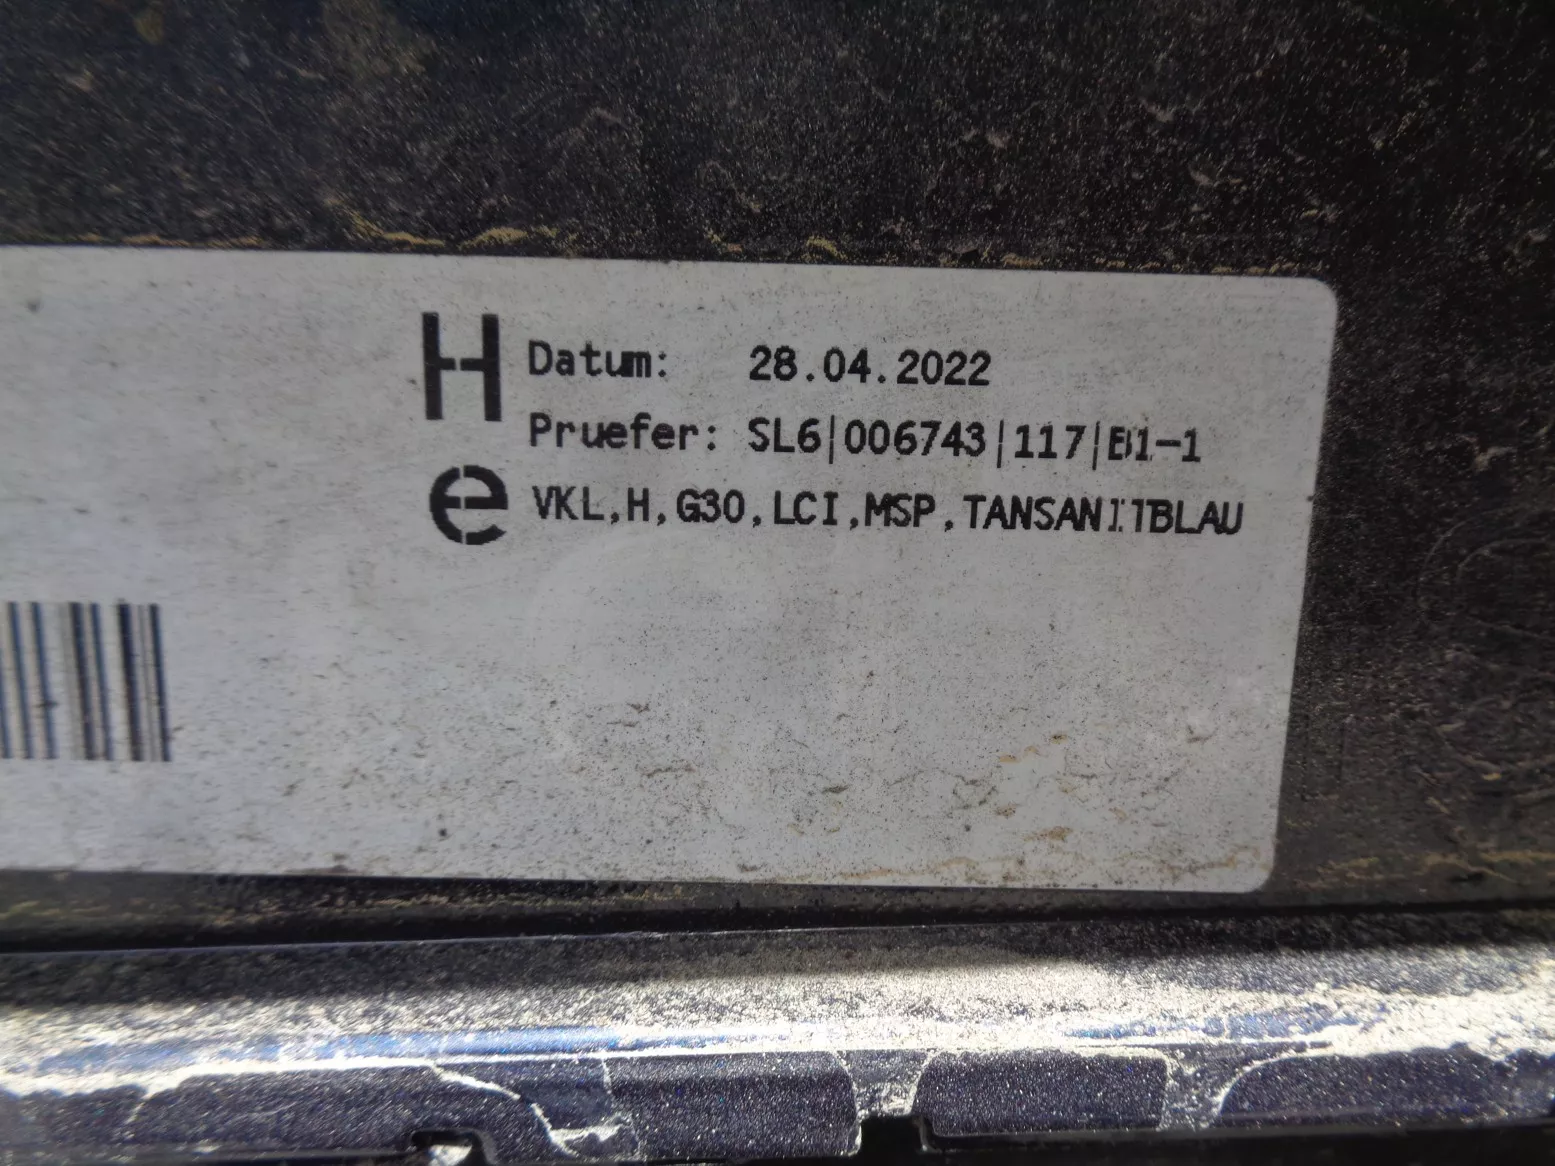 H Datum: 28.04.2022
Pruefer: SL6|006743|117|B1-1
e VKL,H,G30,LCI,MSP,TANSANITBLAU